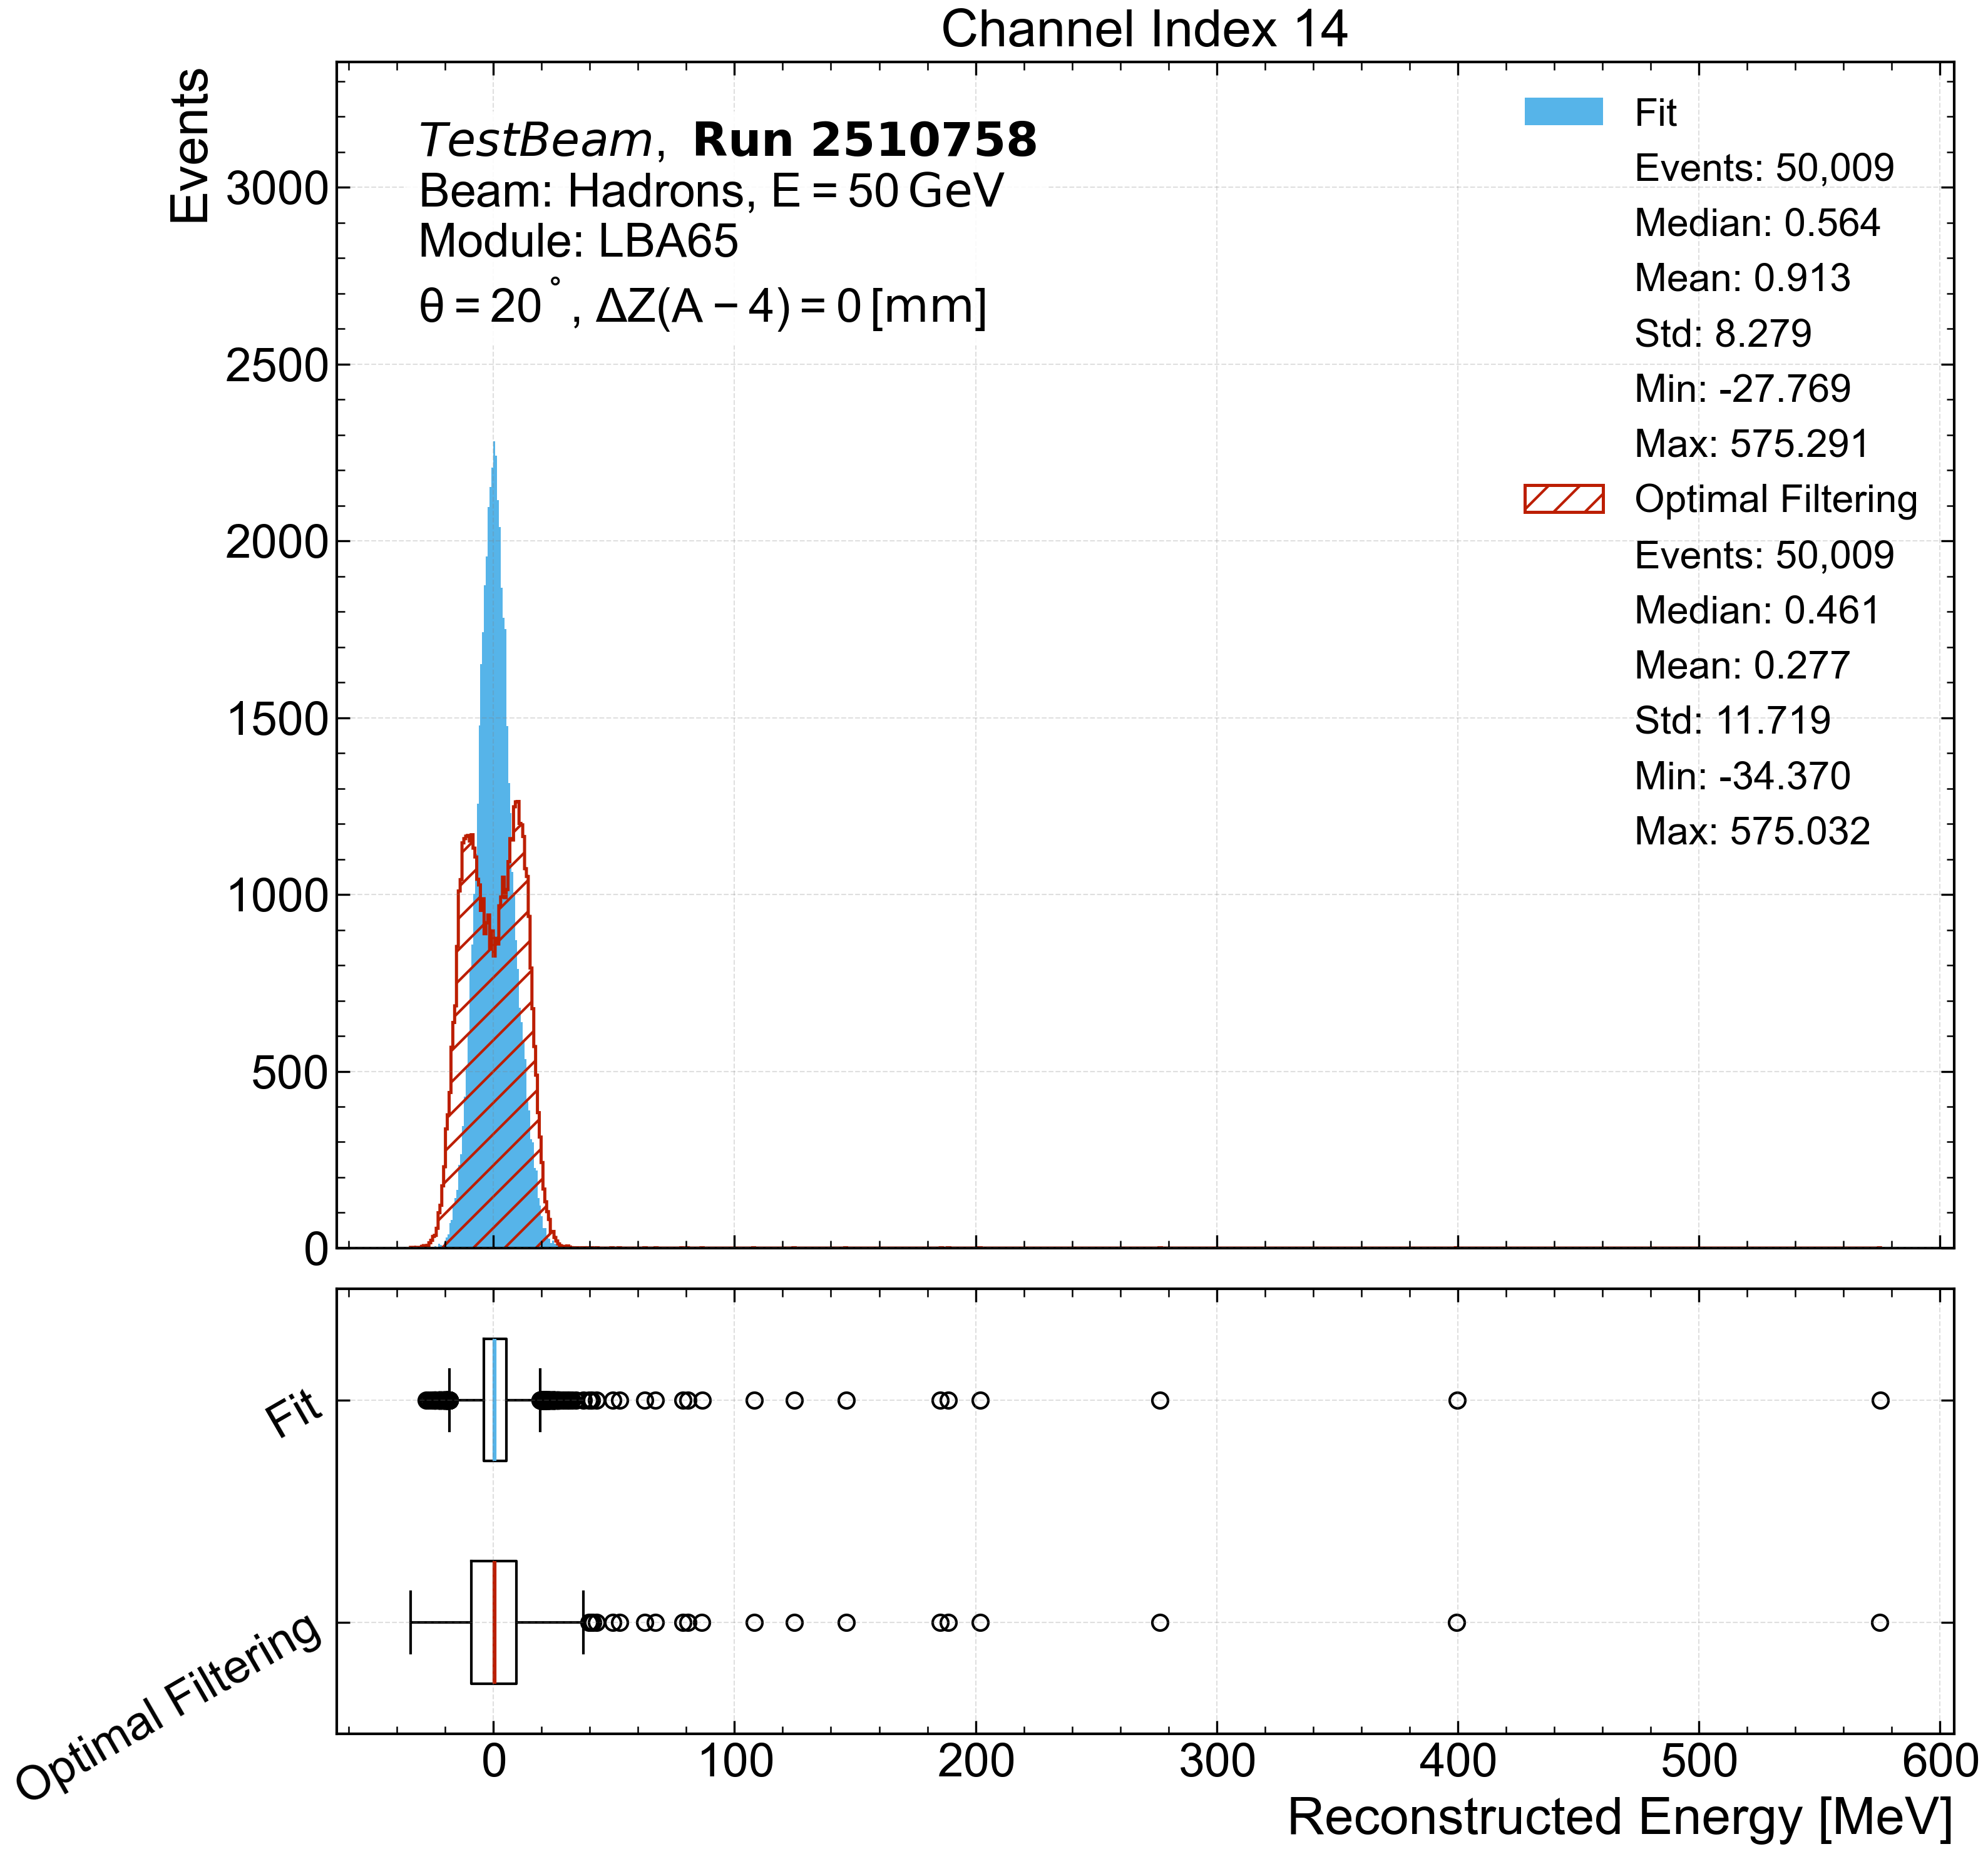 Channel Index 14
Events
TestBeam, Run 2510758
Beam: Hadrons, E = 50 GeV
Module: LBA65
θ = 20°, ΔZ(A − 4) = 0 [mm]
Fit
Events: 50,009
Median: 0.564
Mean: 0.913
Std: 8.279
Min: -27.769
Max: 575.291
Optimal Filtering
Events: 50,009
Median: 0.461
Mean: 0.277
Std: 11.719
Min: -34.370
Max: 575.032
3000
2500
2000
1500
1000
500
0
Fit
Optimal Filtering
0 100 200 300 400 500 600
Reconstructed Energy [MeV]